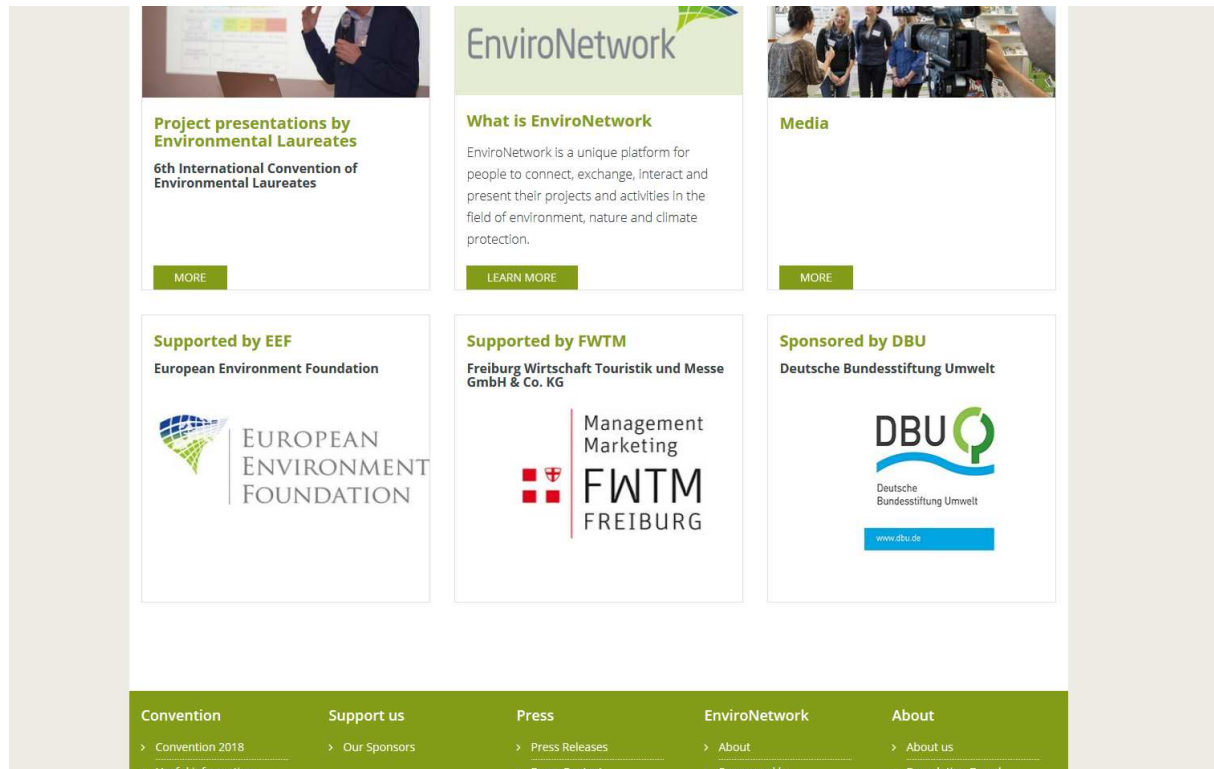 EnviroNetwork
Project presentations by
Environmental Laureates
6th International Convention of
Environmental Laureates
MORE
What is EnviroNetwork
EnviroNetwork is a unique platform for
people to connect, exchange, interact and
present their projects and activities in the
field of environment, nature and climate
protection.
LEARN MORE
Media
MORE
Supported by EEF
European Environment Foundation
EUROPEAN
ENVIRONMENT
FOUNDATION
Supported by FWTM
Freiburg Wirtschaft Touristik und Messe
GmbH & Co. KG
Management
Marketing
FWTM
FREIBURG
Sponsored by DBU
Deutsche Bundesstiftung Umwelt
DBU
Deutsche
Bundesstiftung Umwelt
www.dbu.de
Convention
Support us
Press
EnviroNetwork
About
› Convention 2018
› Our Sponsors
› Press Releases
› About
› About us